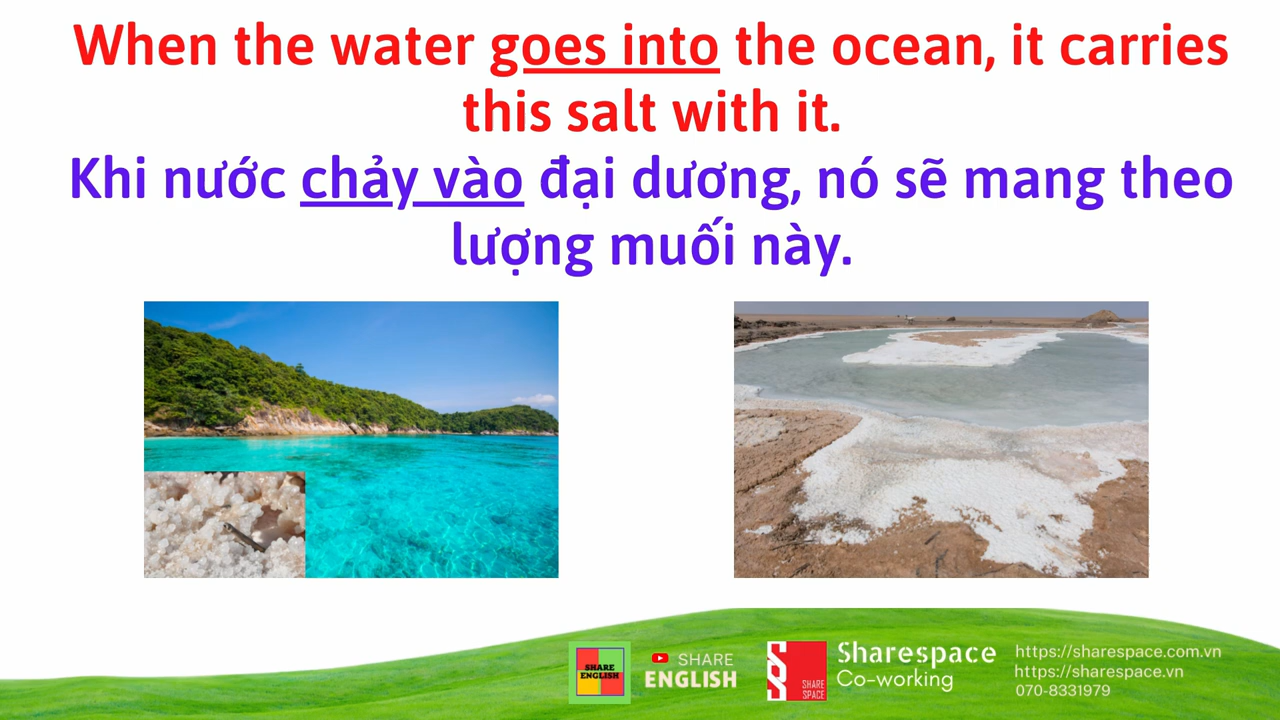 When the water goes into the ocean, it carries
this salt with it.
Khi nước chảy vào đại dương, nó sẽ mang theo
lượng muối này.
SHARE
ENGLISH
SHARE
ENGLISH
SHARE
SPACE
Sharespace
Co-working
https://sharespace.com.vn
https://sharespace.vn
070-8331979